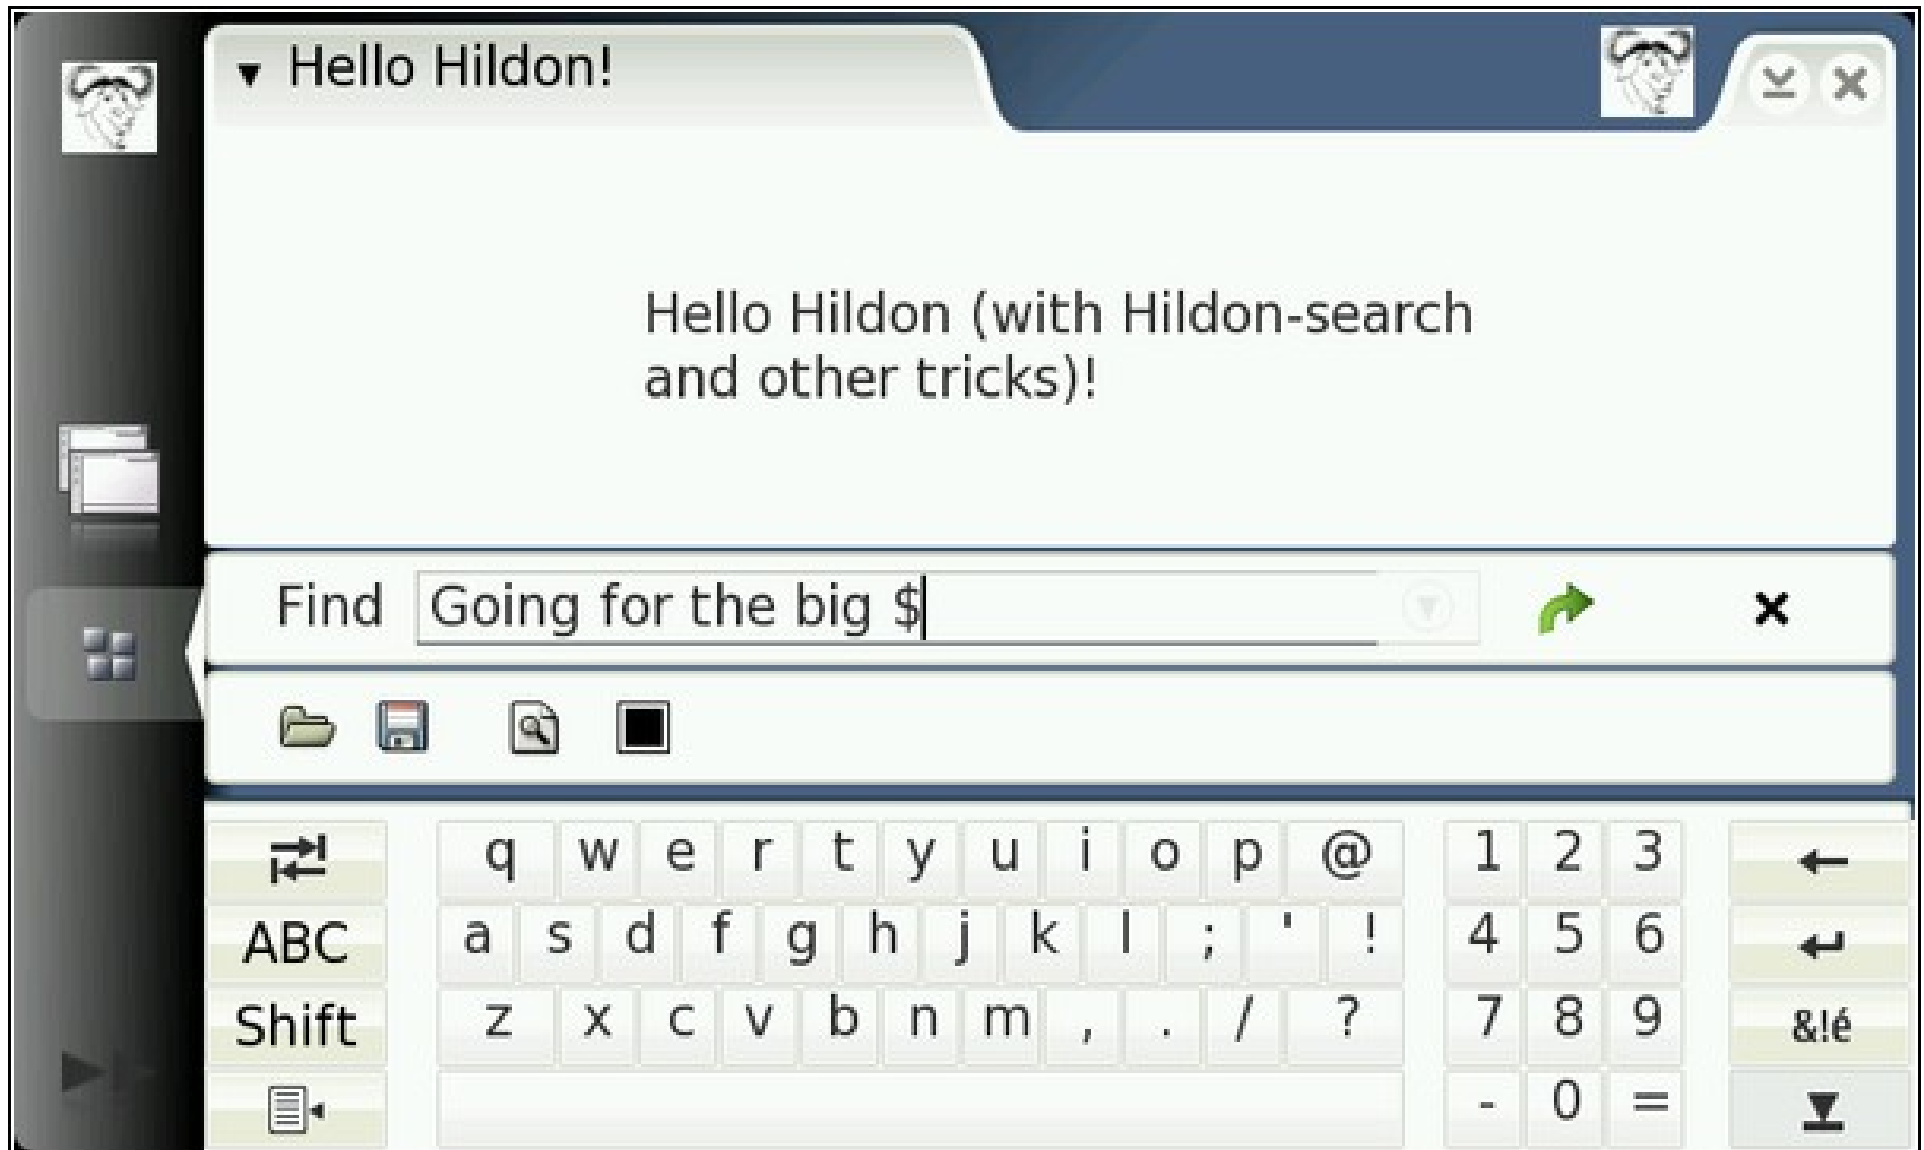 Hello Hildon!
Hello Hildon (with Hildon-search
and other tricks)!
Find Going for the big $
q w e r t y u i o p @ 1 2 3
ABC a s d f g h j k l ; ' ! 4 5 6
Shift z x c v b n m , . / ? 7 8 9 &!é
- 0 =